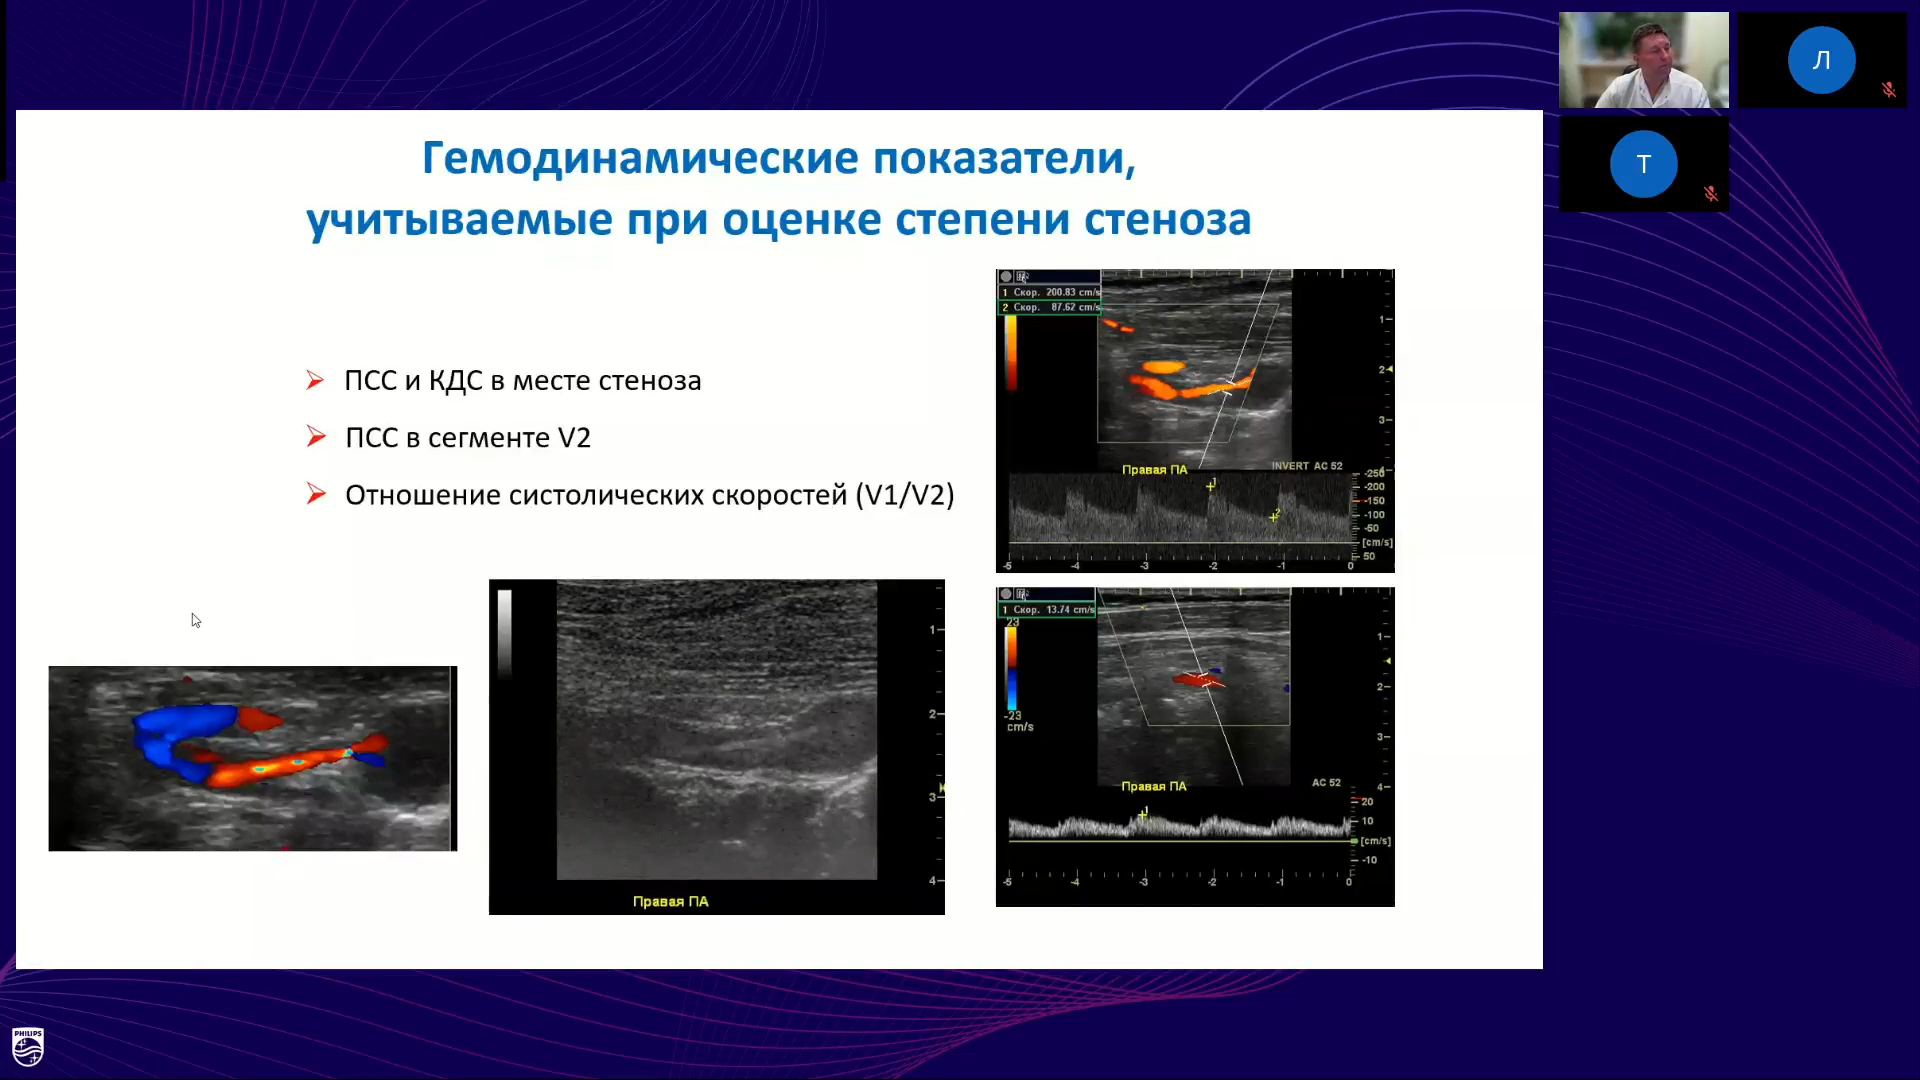 Гемодинамические показатели,
учитываемые при оценке степени стеноза
ПСС и КДС в месте стеноза
ПСС в сегменте V2
Отношение систолических скоростей (V1/V2)
Л
Т
1 Скор. 200.83 cm/s
2 Скор. 87.62 cm/s
1
2
3
Правая ПА
INVERT AC 52
-250
-200
-150
-100
-50
[cm/s]
50
1
2
-5 -4 -3 -2 -1 0
1
2
3
4
Правая ПА
1 Скор. 13.74 cm/s
23
-23
cm/s
1
2
3
4
Правая ПА
AC 52
20
10
[cm/s]
-10
1
-5 -4 -3 -2 -1 0
PHILIPS